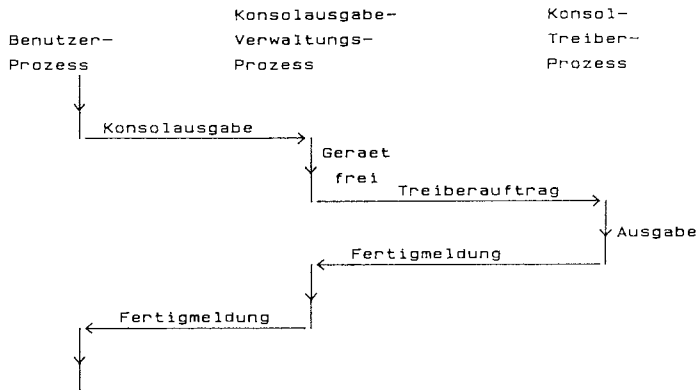 Konsolausgabe-
Konsol-
Benutzer-
Verwaltungs-
Treiber-
Prozess
Prozess
Prozess
Konsolausgabe
Geraet
frei
Treiberauftrag
Ausgabe
Fertigmeldung
Fertigmeldung